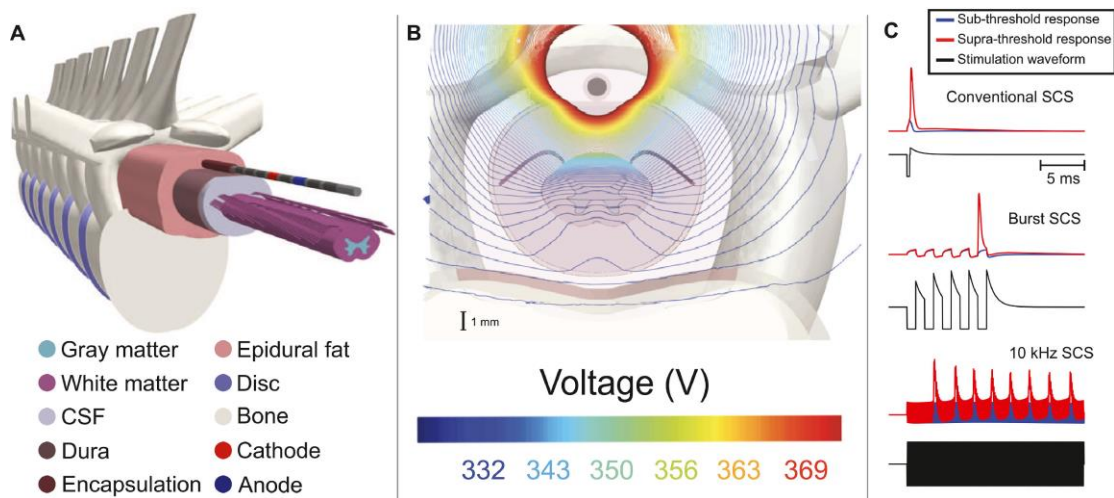 A
Gray matter
White matter
CSF
Dura
Encapsulation
Epidural fat
Disc
Bone
Cathode
Anode
B
1 mm
Voltage (V)
332 343 350 356 363 369
C
Sub-threshold response
Supra-threshold response
Stimulation waveform
Conventional SCS
5 ms
Burst SCS
10 kHz SCS